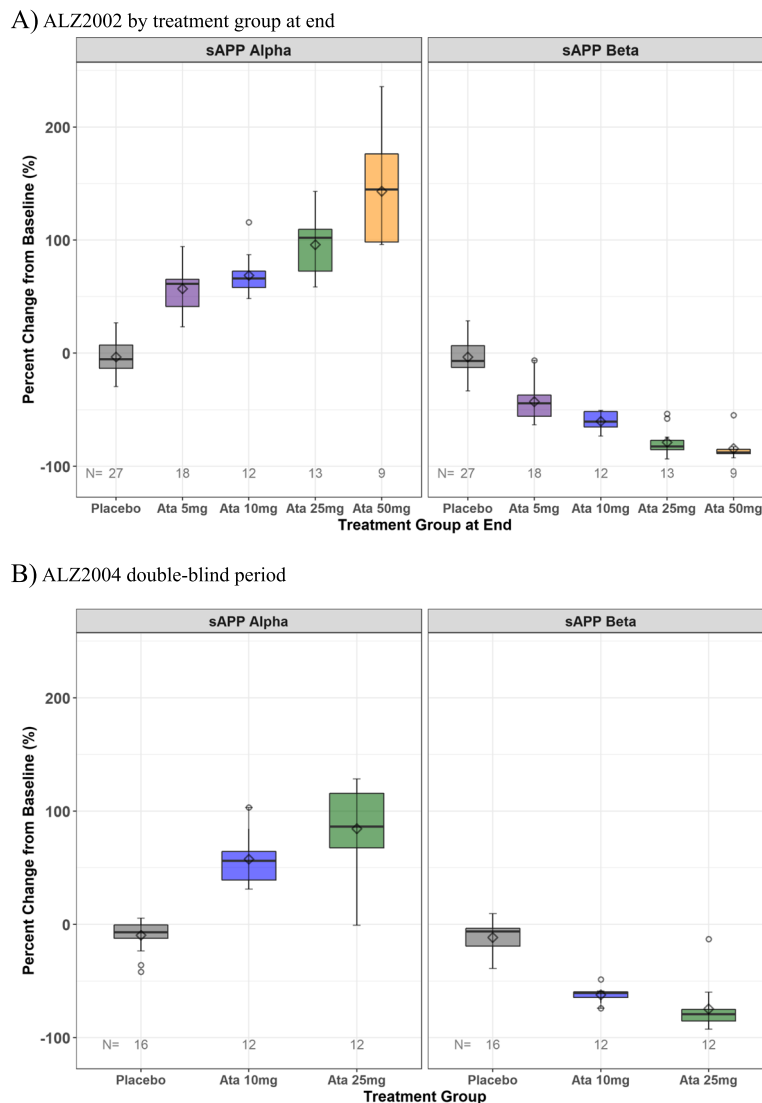 A) ALZ2002 by treatment group at end
sAPP Alpha
sAPP Beta
Percent Change from Baseline (%)
200
100
0
-100
N= 27 18 12 13 9
N= 27 18 12 13 9
Placebo Ata 5mg Ata 10mg Ata 25mg Ata 50mg
Placebo Ata 5mg Ata 10mg Ata 25mg Ata 50mg
Treatment Group at End
B) ALZ2004 double-blind period
sAPP Alpha
sAPP Beta
Percent Change from Baseline (%)
200
100
0
-100
N= 16 12 12
N= 16 12 12
Placebo Ata 10mg Ata 25mg
Placebo Ata 10mg Ata 25mg
Treatment Group